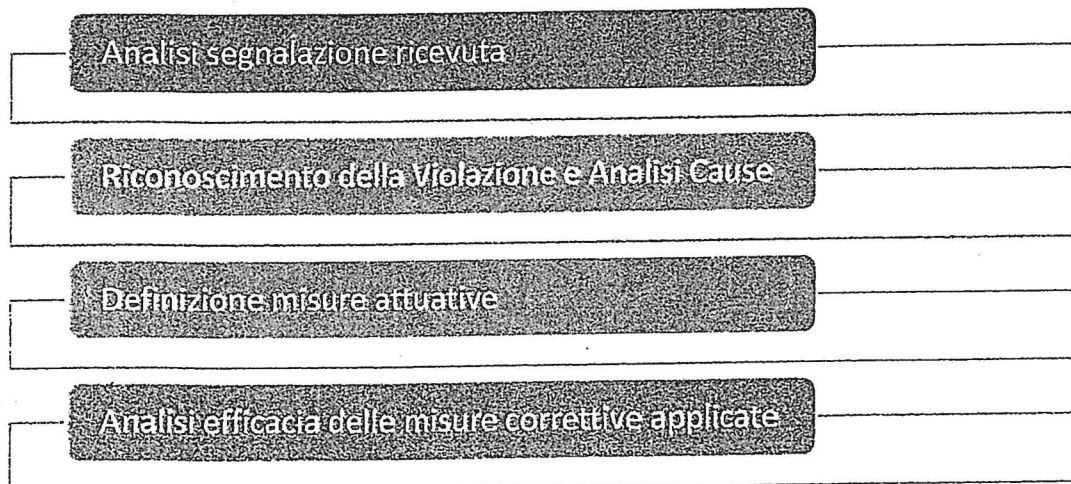 Analisi segnalazione ricevuta
Riconoscimento della Violazione e Analisi Cause
Definizione misure attuative
Analisi efficacia delle misure correttive applicate